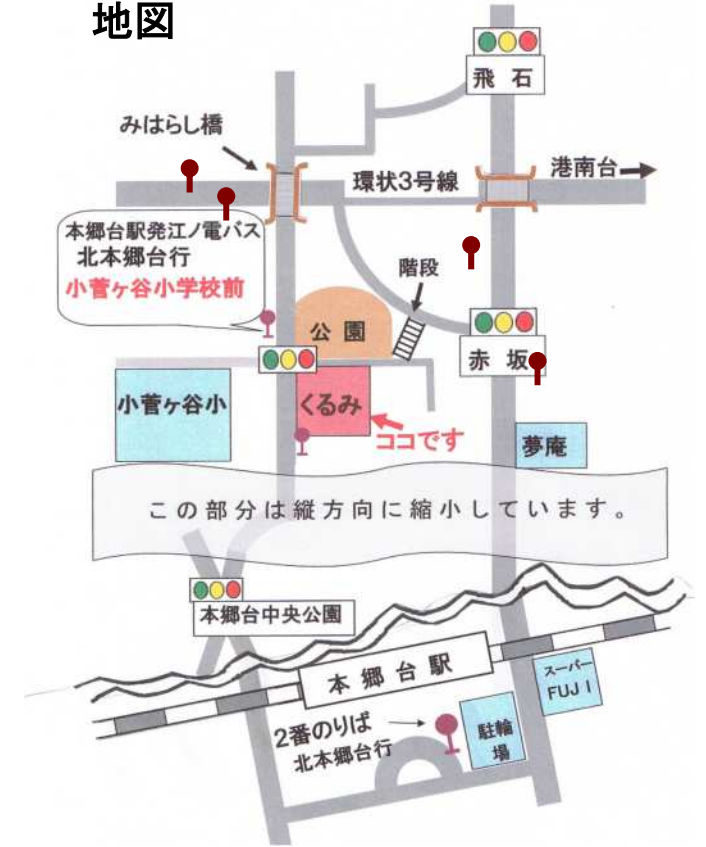 地図
飛石
みはらし橋
環状3号線
港南台
本郷台駅発江ノ電バス
北本郷台行
小菅ヶ谷小学校前
階段
公園
赤坂
小菅ヶ谷小
くるみ
ココです
夢庵
この部分は縦方向に縮小しています。
本郷台中央公園
本郷台駅
スーパー
FUJI
2番のりば
北本郷台行
駐輪
場